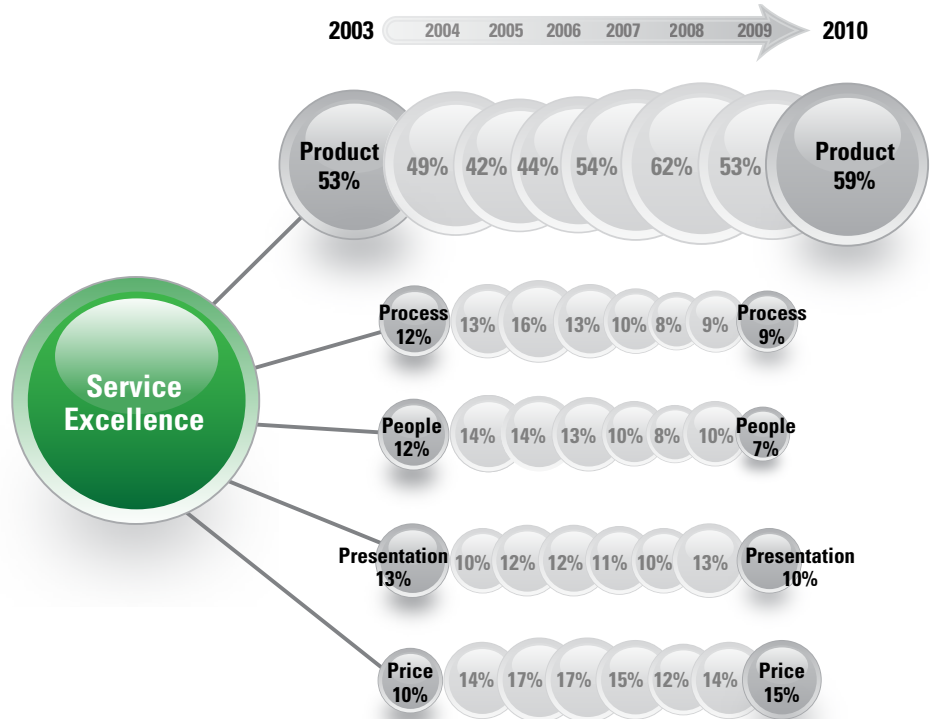 2003 2004 2005 2006 2007 2008 2009 2010
Product
53% 49% 42% 44% 54% 62% 53% Product
59%
Process
12% 13% 16% 13% 10% 8% 9% Process
9%
Service
Excellence
People
12% 14% 14% 13% 10% 8% 10% People
7%
Presentation
13% 10% 12% 12% 11% 10% 13% Presentation
10%
Price
10% 14% 17% 17% 15% 12% 14% Price
15%